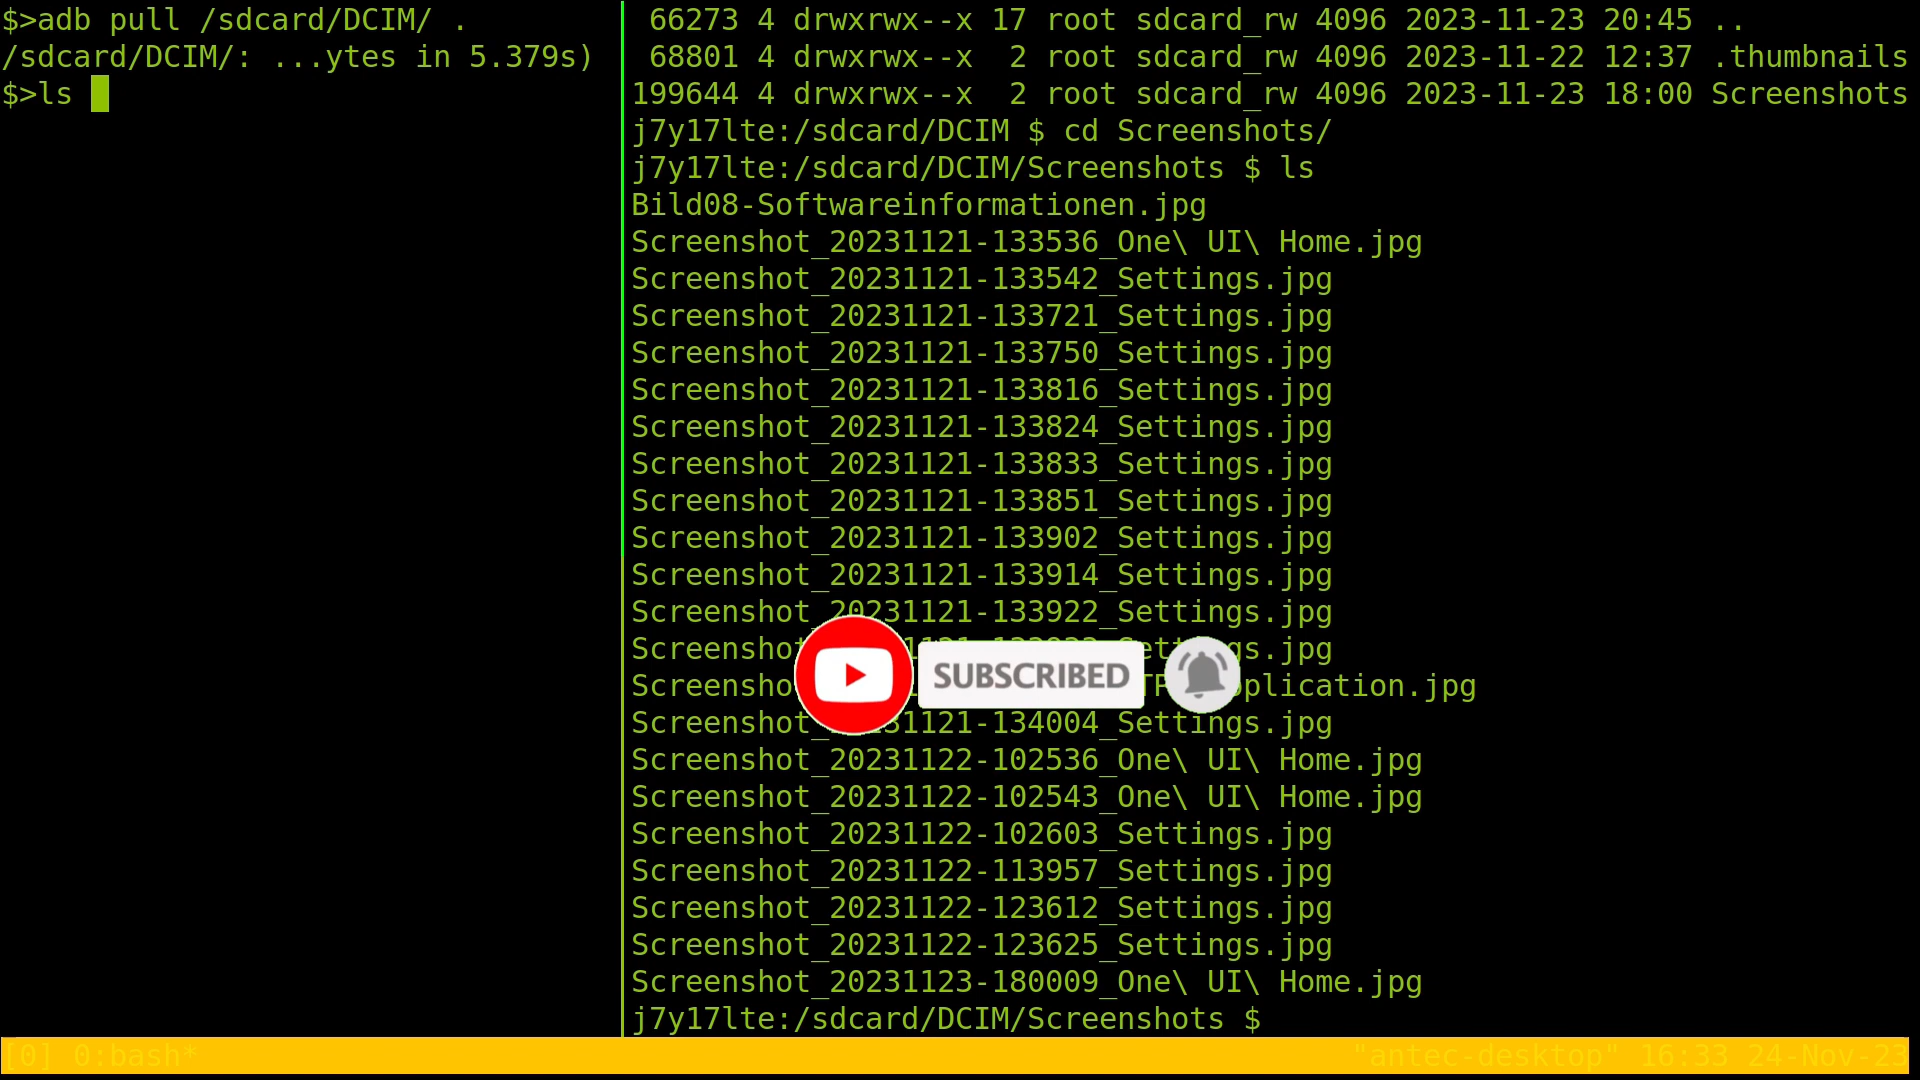 $>adb pull /sdcard/DCIM/ .
/sdcard/DCIM/: ...ytes in 5.379s)
$>ls
66273 4 drwxrwx--x 17 root sdcard_rw 4096 2023-11-23 20:45 ..
68801 4 drwxrwx--x  2 root sdcard_rw 4096 2023-11-22 12:37 .thumbnails
199644 4 drwxrwx--x  2 root sdcard_rw 4096 2023-11-23 18:00 Screenshots
j7y17lte:/sdcard/DCIM $ cd Screenshots/
j7y17lte:/sdcard/DCIM/Screenshots $ ls
Bild08-Softwareinformationen.jpg
Screenshot_20231121-133536_One\ UI\ Home.jpg
Screenshot_20231121-133542_Settings.jpg
Screenshot_20231121-133721_Settings.jpg
Screenshot_20231121-133750_Settings.jpg
Screenshot_20231121-133816_Settings.jpg
Screenshot_20231121-133824_Settings.jpg
Screenshot_20231121-133833_Settings.jpg
Screenshot_20231121-133851_Settings.jpg
Screenshot_20231121-133902_Settings.jpg
Screenshot_20231121-133914_Settings.jpg
Screenshot_20231121-133922_Settings.jpg
SUBSCRIBED
Screenshot_20231121-134004_Settings.jpg
Screenshot_20231122-102536_One\ UI\ Home.jpg
Screenshot_20231122-102543_One\ UI\ Home.jpg
Screenshot_20231122-102603_Settings.jpg
Screenshot_20231122-113957_Settings.jpg
Screenshot_20231122-123612_Settings.jpg
Screenshot_20231122-123625_Settings.jpg
Screenshot_20231123-180009_One\ UI\ Home.jpg
j7y17lte:/sdcard/DCIM/Screenshots $
[0] 0:bash* "antec-desktop" 16:33 24-Nov-23